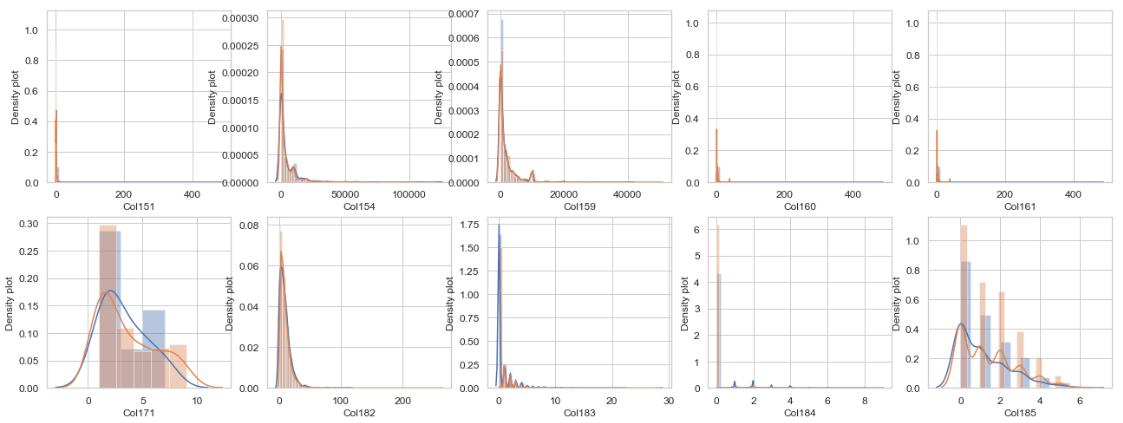 Density plot
1.0
0.8
0.6
0.4
0.2
0.0
0 200 400
Col151
Density plot
0.00030
0.00025
0.00020
0.00015
0.00010
0.00005
0.00000
0 50000 100000
Col154
Density plot
0.0007
0.0006
0.0005
0.0004
0.0003
0.0002
0.0001
0.0000
0 20000 40000
Col159
Density plot
1.0
0.8
0.6
0.4
0.2
0.0
0 200 400
Col160
Density plot
1.0
0.8
0.6
0.4
0.2
0.0
0 200 400
Col161
Density plot
0.30
0.25
0.20
0.15
0.10
0.05
0.00
0 5 10
Col171
Density plot
0.08
0.06
0.04
0.02
0.00
0 100 200
Col182
Density plot
1.75
1.50
1.25
1.00
0.75
0.50
0.25
0.00
0 10 20 30
Col183
Density plot
6
5
4
3
2
1
0
0 2 4 6 8
Col184
Density plot
1.0
0.8
0.6
0.4
0.2
0.0
0 2 4 6
Col185